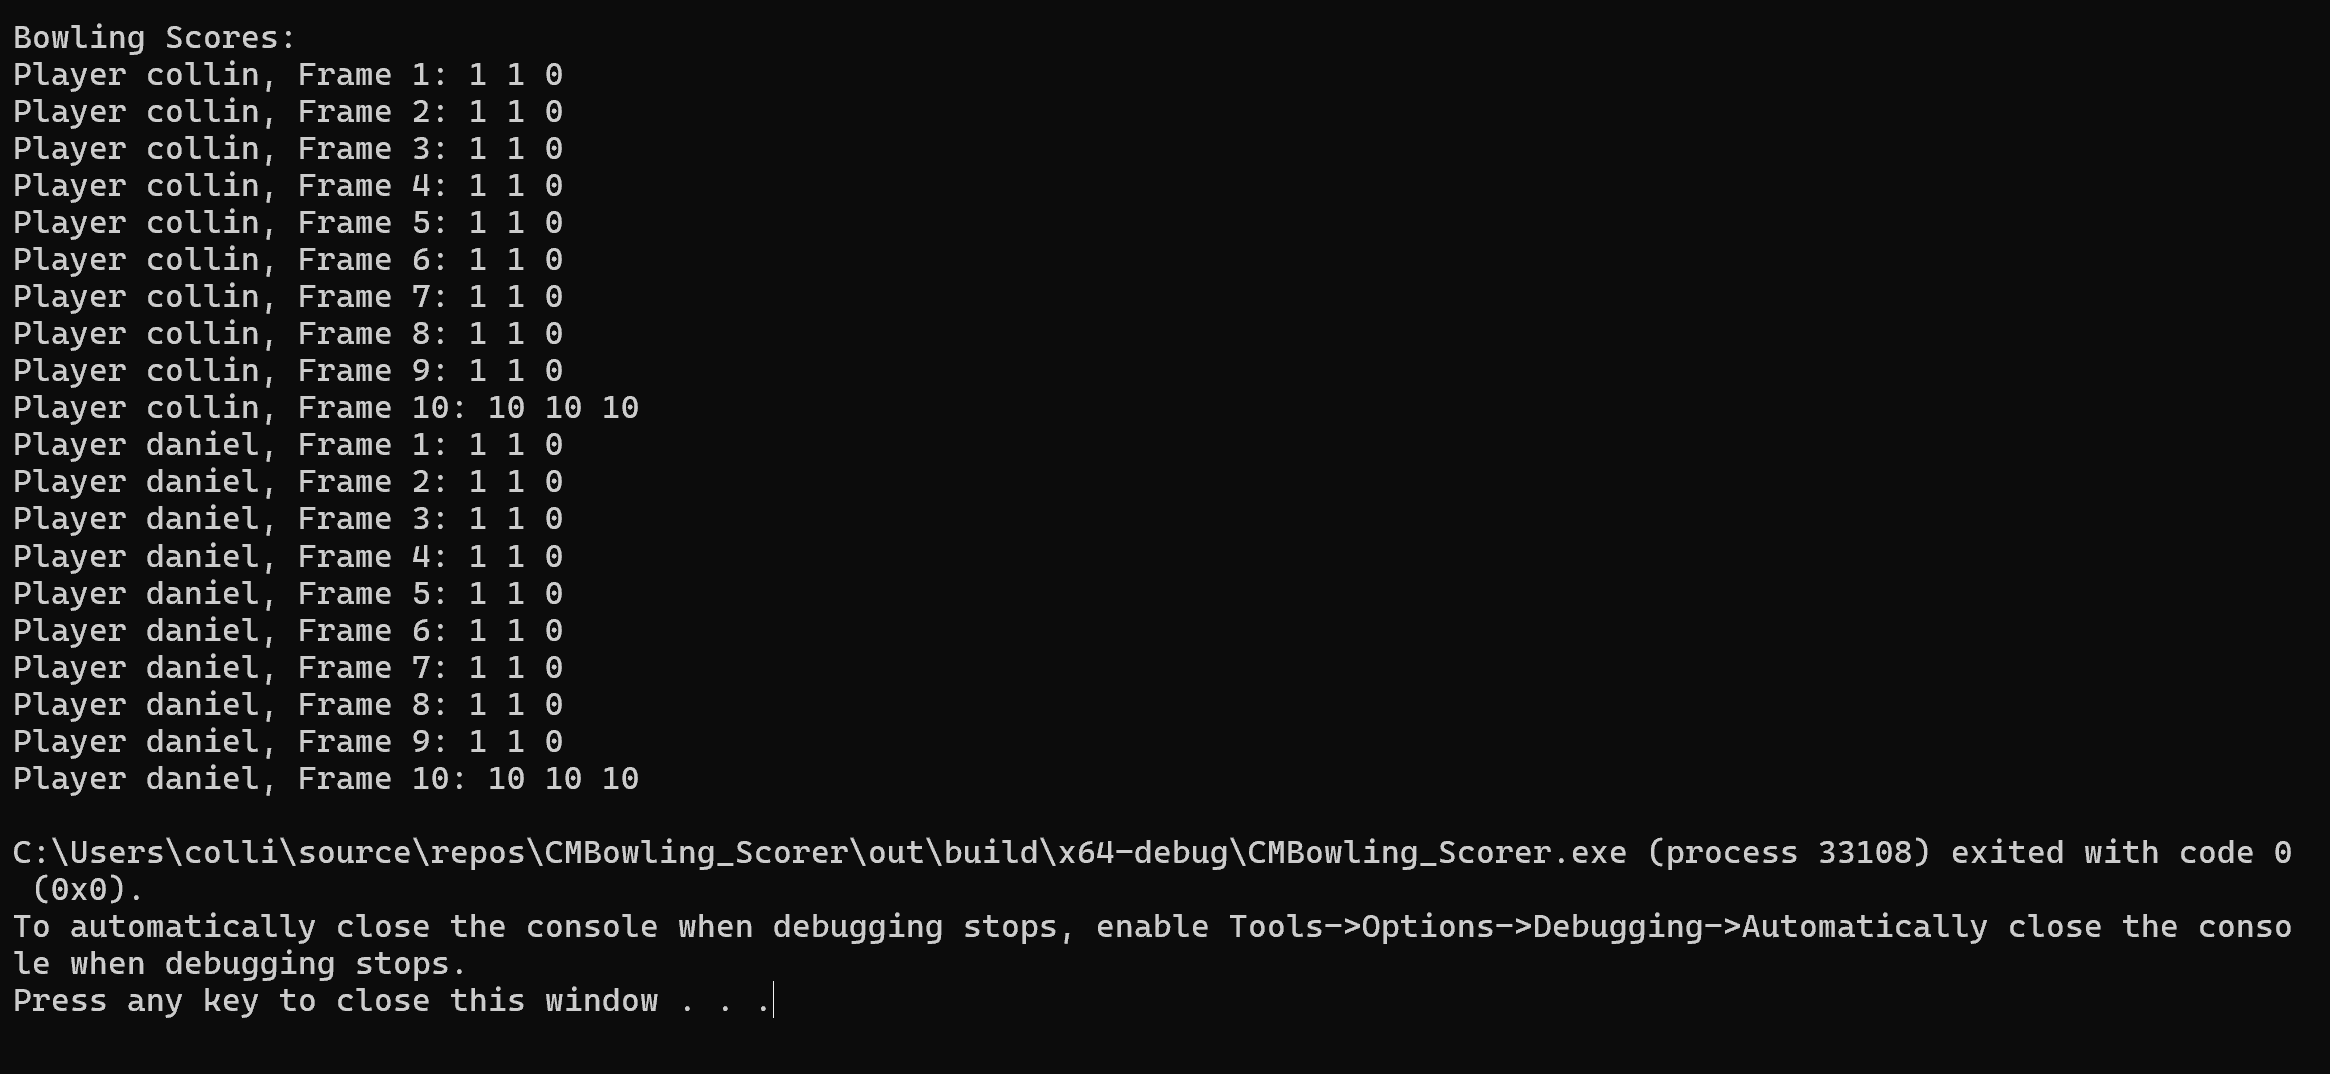 Bowling Scores:
Player collin, Frame 1: 1 1 0
Player collin, Frame 2: 1 1 0
Player collin, Frame 3: 1 1 0
Player collin, Frame 4: 1 1 0
Player collin, Frame 5: 1 1 0
Player collin, Frame 6: 1 1 0
Player collin, Frame 7: 1 1 0
Player collin, Frame 8: 1 1 0
Player collin, Frame 9: 1 1 0
Player collin, Frame 10: 10 10 10
Player daniel, Frame 1: 1 1 0
Player daniel, Frame 2: 1 1 0
Player daniel, Frame 3: 1 1 0
Player daniel, Frame 4: 1 1 0
Player daniel, Frame 5: 1 1 0
Player daniel, Frame 6: 1 1 0
Player daniel, Frame 7: 1 1 0
Player daniel, Frame 8: 1 1 0
Player daniel, Frame 9: 1 1 0
Player daniel, Frame 10: 10 10 10
C:\Users\colli\source\repos\CMBowling_Scorer\out\build\x64-debug\CMBowling_Scorer.exe (process 33108) exited with code 0
 (0x0).
To automatically close the console when debugging stops, enable Tools->Options->Debugging->Automatically close the conso
le when debugging stops.
Press any key to close this window . . .